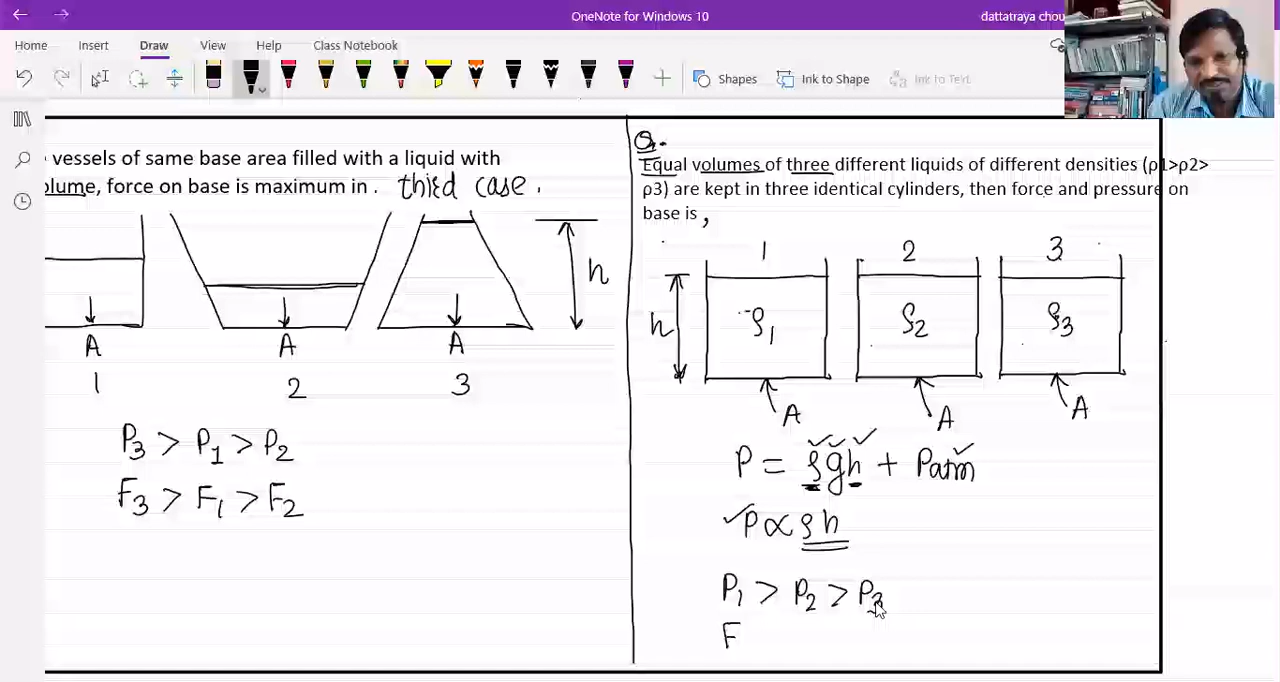 OneNote for Windows 10
dattatraya chou
Home Insert Draw View Help Class Notebook
Shapes Ink to Shape Ink to Text
vessels of same base area filled with a liquid with
olume, force on base is maximum in . third case.
h
A A A
1 2 3
P3 > P1 > P2
F3 > F1 > F2
Q.
Equal volumes of three different liquids of different densities (ρ1>ρ2>
ρ3) are kept in three identical cylinders, then force and pressure on
base is ,
1 2 3
h ρ1 ρ2 ρ3
A A A
P = ρgh + Patm
P ∝ ρh
P1 > P2 > P3
F